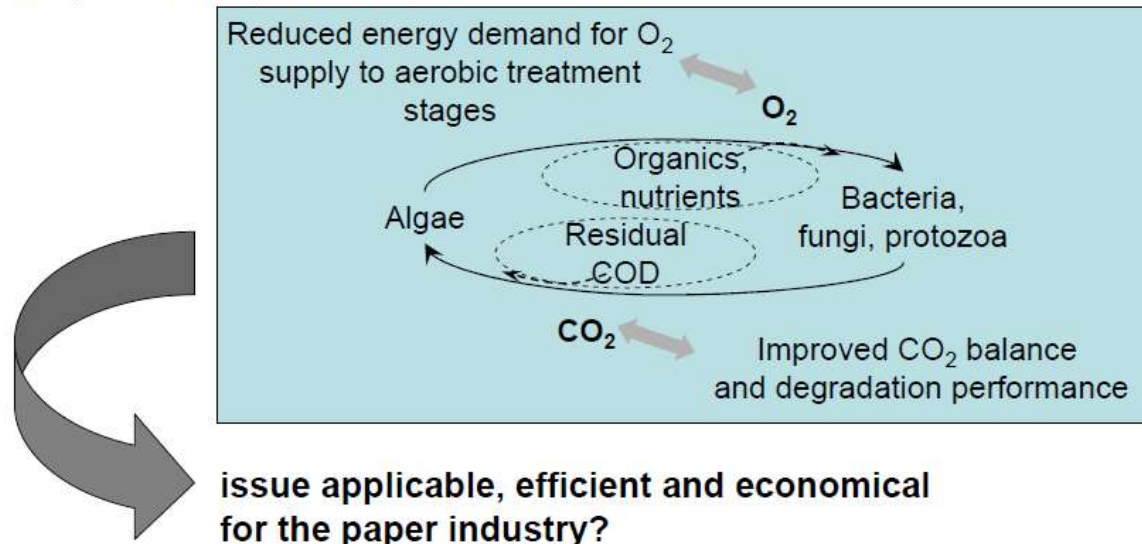 Reduced energy demand for O₂
supply to aerobic treatment
stages
O₂
Organics,
nutrients
Algae
Bacteria,
fungi, protozoa
Residual
COD
CO₂
Improved CO₂ balance
and degradation performance
issue applicable, efficient and economical
for the paper industry?